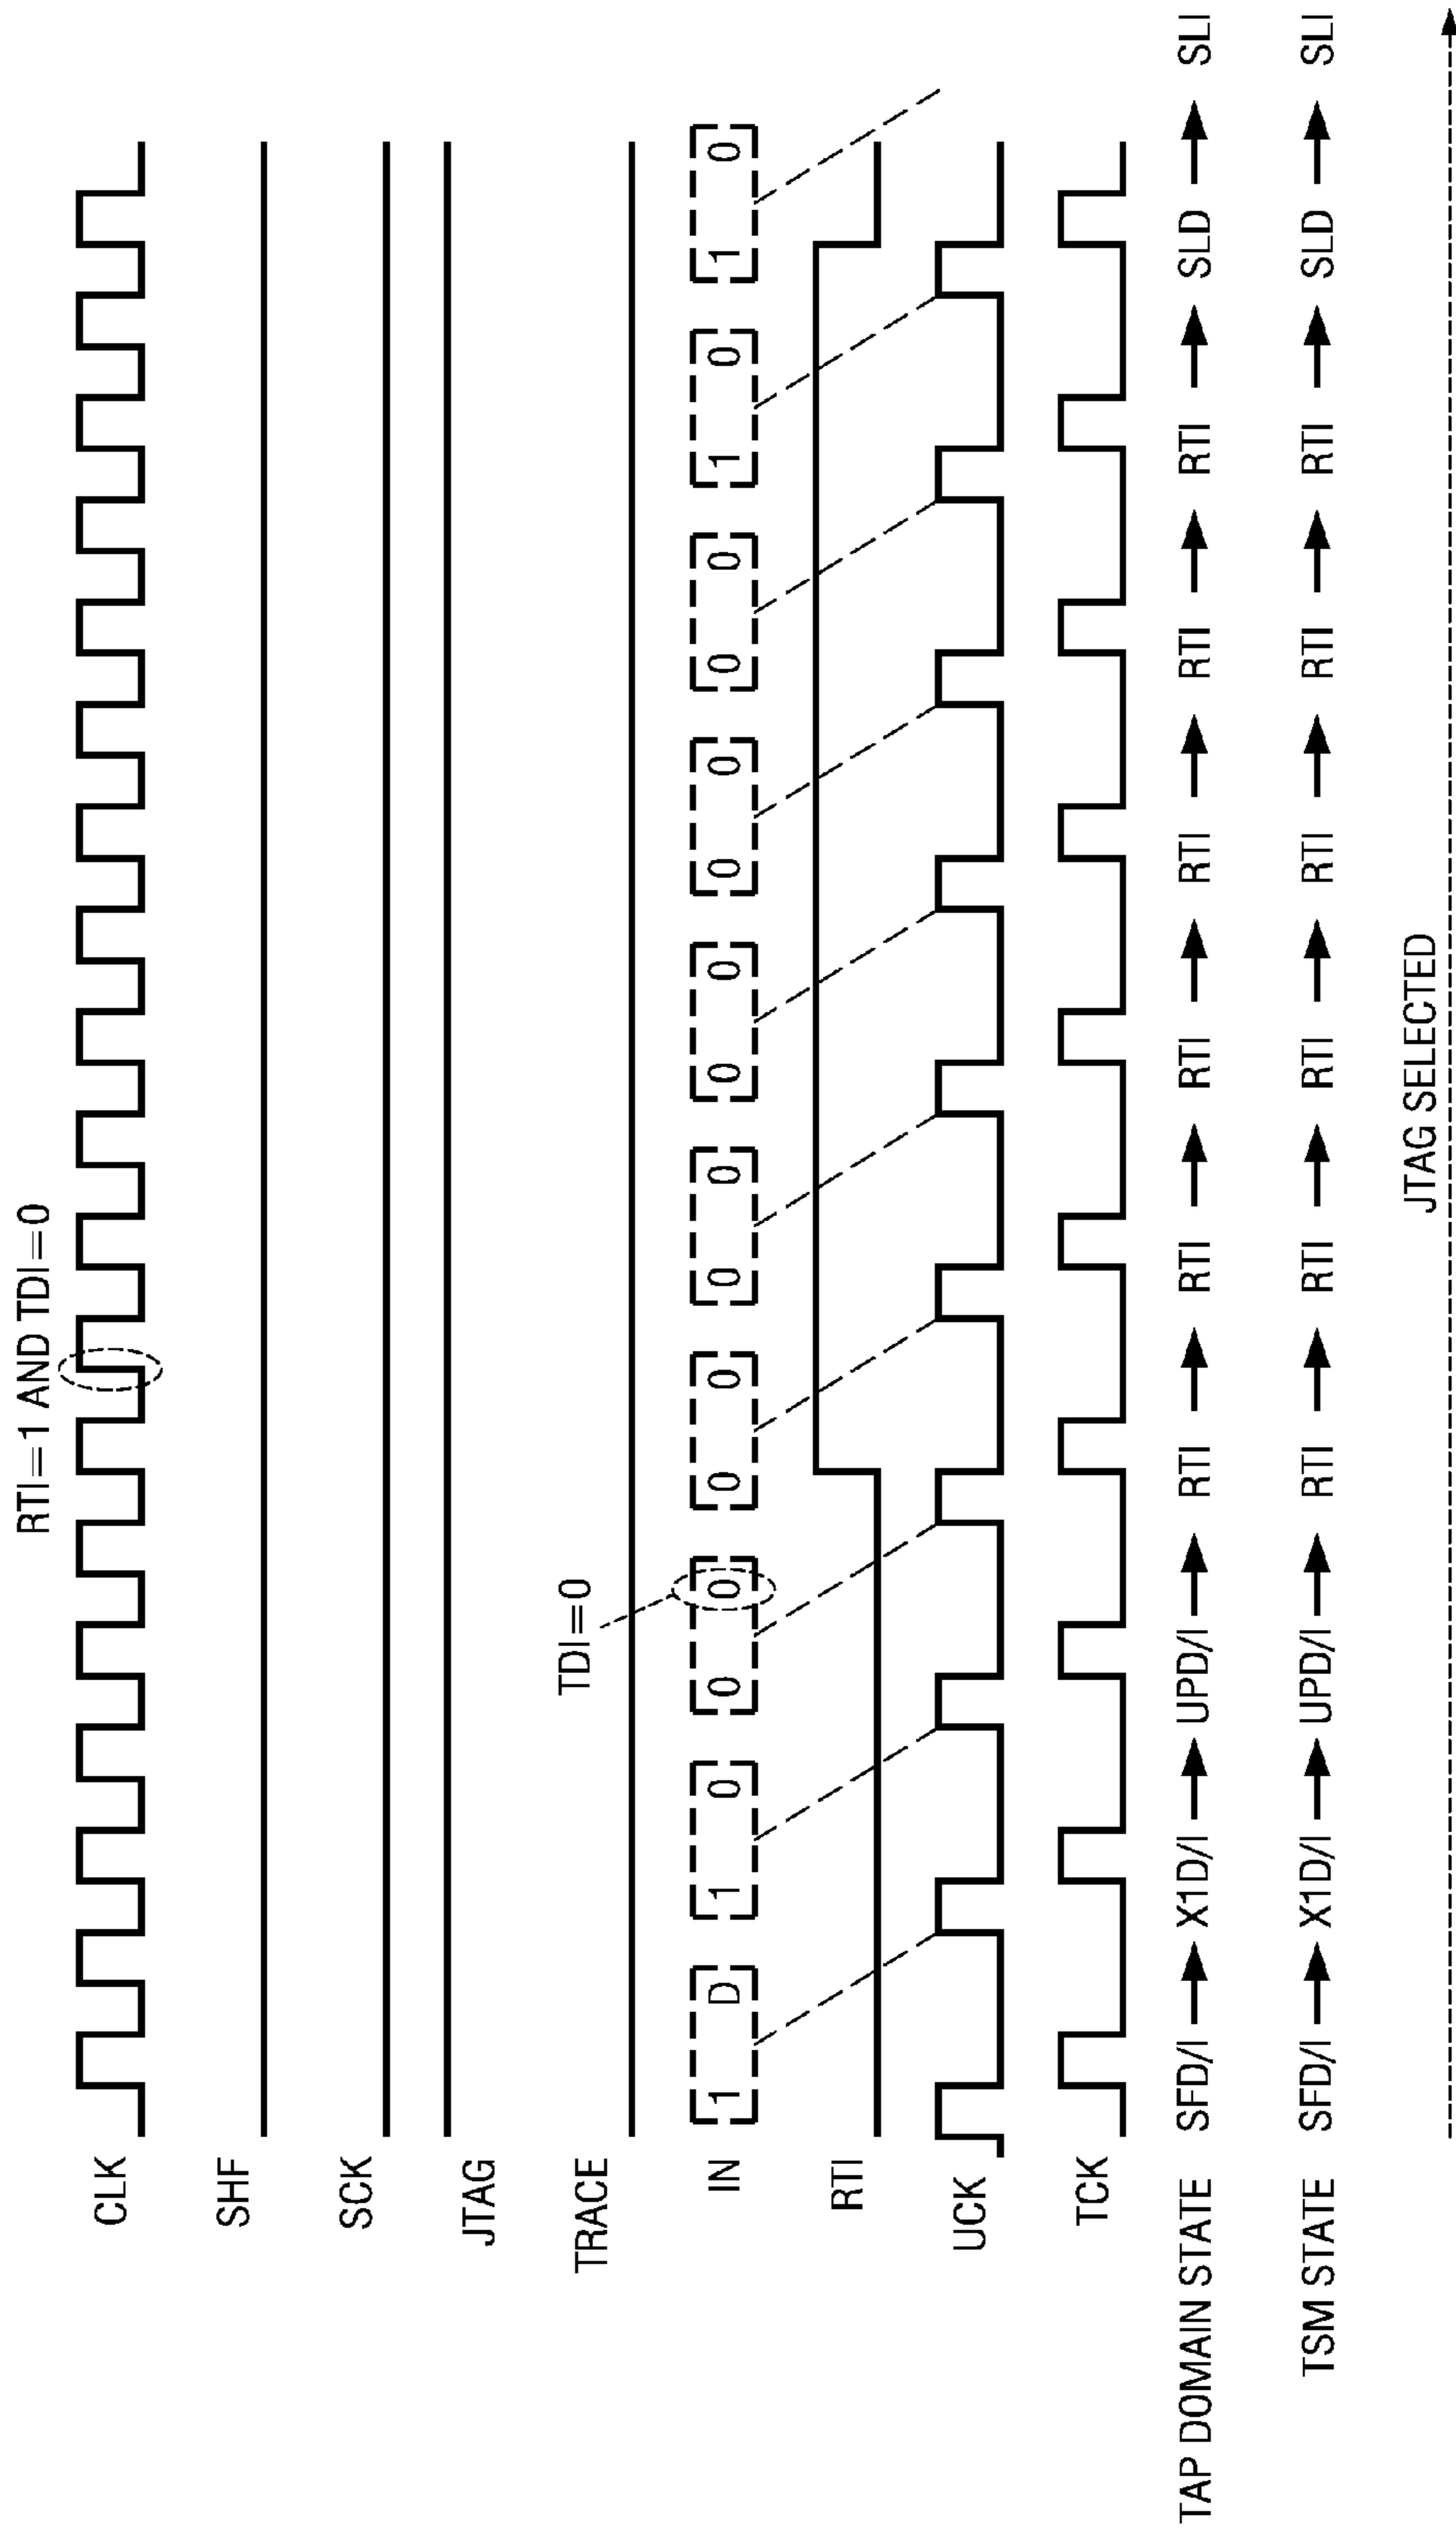 RTI=1 AND TDI=0
CLK
SHF
SCK
JTAG
TRACE
TDI=0
IN 1 D 1 0 0 0 0 0 0 0 0 0 0 0 0 0 1 0 1 0
RTI
UCK
TCK
TAP DOMAIN STATE SFD/I X1D/I UPD/I RTI RTI RTI RTI RTI RTI SLD SLI
TSM STATE SFD/I X1D/I UPD/I RTI RTI RTI RTI RTI RTI SLD SLI
JTAG SELECTED